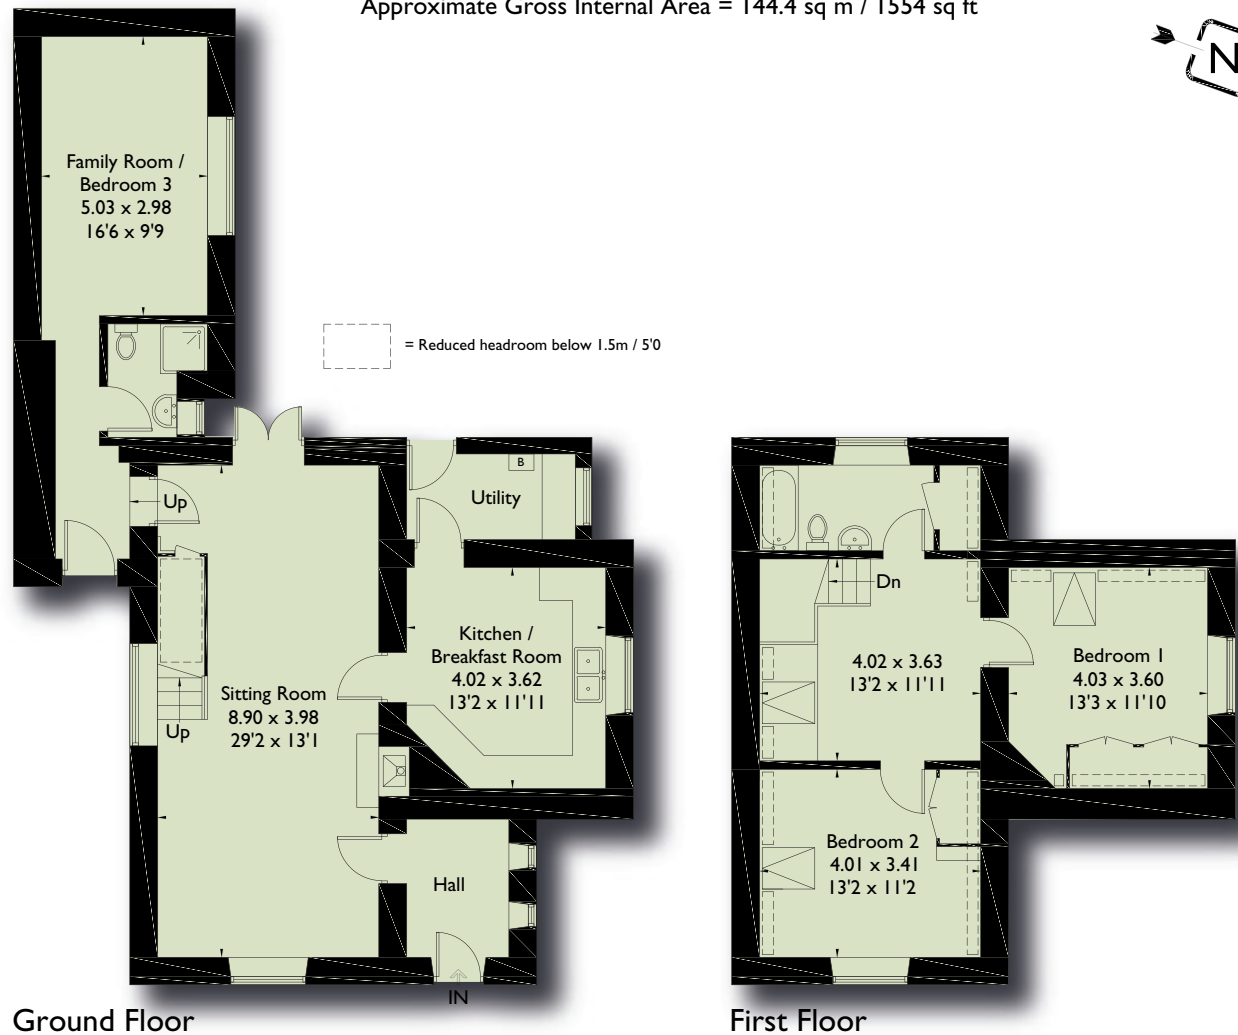 Approximate Gross Internal Area = 144.4 sq m / 1554 sq ft
N
Family Room /
Bedroom 3
5.03 x 2.98
16'6 x 9'9
= Reduced headroom below 1.5m / 5'0
Up
B
Utility
Kitchen /
Breakfast Room
4.02 x 3.62
13'2 x 11'11
Sitting Room
8.90 x 3.98
29'2 x 13'1
Up
Hall
IN
Ground Floor
Dn
4.02 x 3.63
13'2 x 11'11
Bedroom 1
4.03 x 3.60
13'3 x 11'10
Bedroom 2
4.01 x 3.41
13'2 x 11'2
First Floor